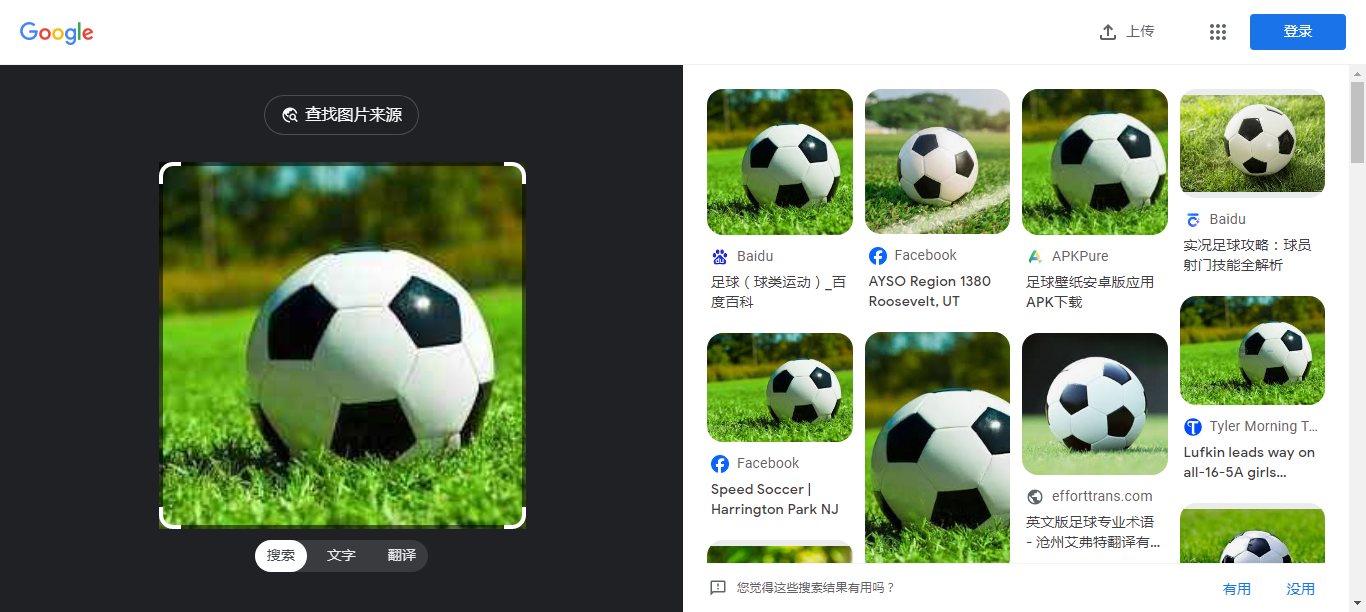 Google
上传
登录
查找图片来源
搜索
文字
翻译
Baidu
足球（球类运动）_百
度百科
Facebook
AYSO Region 1380
Roosevelt, UT
APKPure
足球壁纸安卓版应用
APK下载
Baidu
实况足球攻略：球员
射门技能全解析
Facebook
Speed Soccer |
Harrington Park NJ
efforttrans.com
英文版足球专业术语
- 沧州艾弗特翻译有...
Tyler Morning T...
Lufkin leads way on
all-16-5A girls...
您觉得这些搜索结果有用吗？
有用
没用